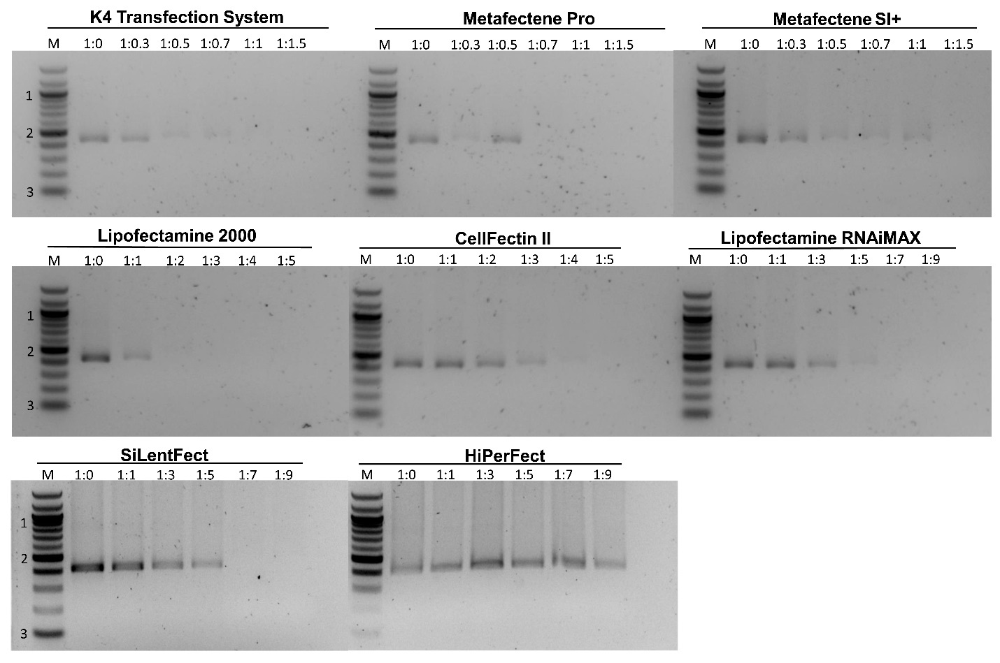 K4 Transfection System Metafectene Pro Metafectene SI+
M 1:0 1:0.3 1:0.5 1:0.7 1:1 1:1.5 M 1:0 1:0.3 1:0.5 1:0.7 1:1 1:1.5 M 1:0 1:0.3 1:0.5 1:0.7 1:1 1:1.5
1
2
3
Lipofectamine 2000 CellFectin II Lipofectamine RNAiMAX
M 1:0 1:1 1:2 1:3 1:4 1:5 M 1:0 1:1 1:2 1:3 1:4 1:5 M 1:0 1:1 1:3 1:5 1:7 1:9
1
2
3
SiLentFect HiPerFect
M 1:0 1:1 1:3 1:5 1:7 1:9 M 1:0 1:1 1:3 1:5 1:7 1:9
1
2
3